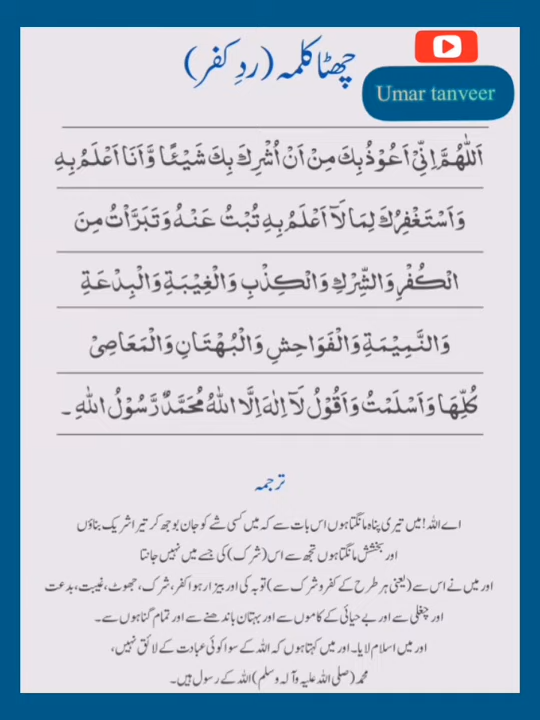 چھٹا کلمہ (ردِ کفر)
Umar tanveer
اَللّٰهُمَّ اِنِّیْۤ اَعُوْذُ بِكَ مِنْ اَنْ اُشْرِكَ بِكَ شَيْئًا وَّاَنَا اَعْلَمُ بِهٖ
وَاَسْتَغْفِرُكَ لِمَا لَاۤ اَعْلَمُ بِهٖ تُبْتُ عَنْهُ وَتَبَرَّاْتُ مِنَ
الْكُفْرِ وَالشِّرْكِ وَالْكِذْبِ وَالْغِيْبَةِ وَالْبِدْعَةِ
وَالنَّمِيْمَةِ وَالْفَوَاحِشِ وَالْبُهْتَانِ وَالْمَعَاصِیْ
كُلِّهَا وَاَسْلَمْتُ وَاَقُوْلُ لَاۤ اِلٰهَ اِلَّا اللّٰهُ مُحَمَّدٌ رَّسُوْلُ اللّٰهِ ۔
ترجمہ
اے اللہ! میں تیری پناہ مانگتا ہوں اس بات سے کہ میں کسی شے کو جان بوجھ کر تیرا شریک بناؤں
اور بخشش مانگتا ہوں تجھ سے اس (شرک) کی جسے میں نہیں جانتا
اور میں نے اس سے (یعنی ہر طرح کے کفر و شرک سے) توبہ کی اور بیزار ہوا کفر، شرک، جھوٹ، غیبت، بدعت
اور چغلی سے اور بے حیائی کے کاموں سے اور بہتان باندھنے سے اور تمام گناہوں سے۔
اور میں اسلام لایا۔ اور میں کہتا ہوں کہ اللہ کے سوا کوئی عبادت کے لائق نہیں،
محمد (صلی اللہ علیہ وآلہ وسلم) اللہ کے رسول ہیں۔